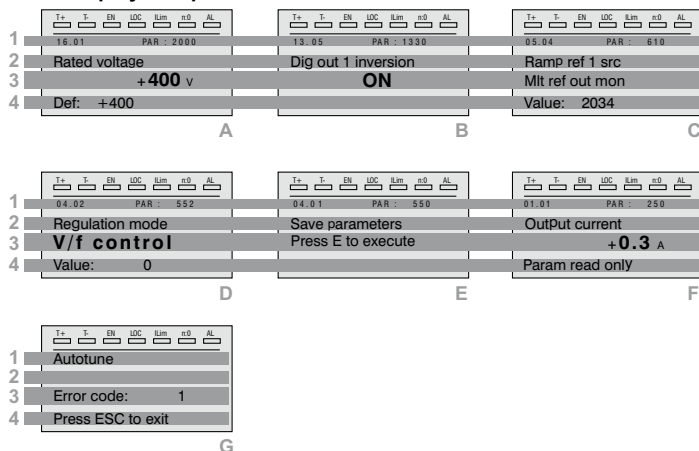 T+ T- EN LOC ILim n:0 AL
1 16.01 PAR : 2000
2 Rated voltage
3 +400 V
4 Def: +400
A
T+ T- EN LOC ILim n:0 AL
13.05 PAR : 1330
Dig out 1 inversion
ON
B
T+ T- EN LOC ILim n:0 AL
05.04 PAR : 610
Ramp ref 1 src
Mlt ref out mon
Value: 2034
C
T+ T- EN LOC ILim n:0 AL
1 04.02 PAR : 552
2 Regulation mode
3 V/f control
4 Value: 0
D
T+ T- EN LOC ILim n:0 AL
04.01 PAR : 550
Save parameters
Press E to execute
E
T+ T- EN LOC ILim n:0 AL
01.01 PAR : 250
Output current
+0.3 A
Param read only
F
T+ T- EN LOC ILim n:0 AL
1 Autotune
2
3 Error code: 1
4 Press ESC to exit
G